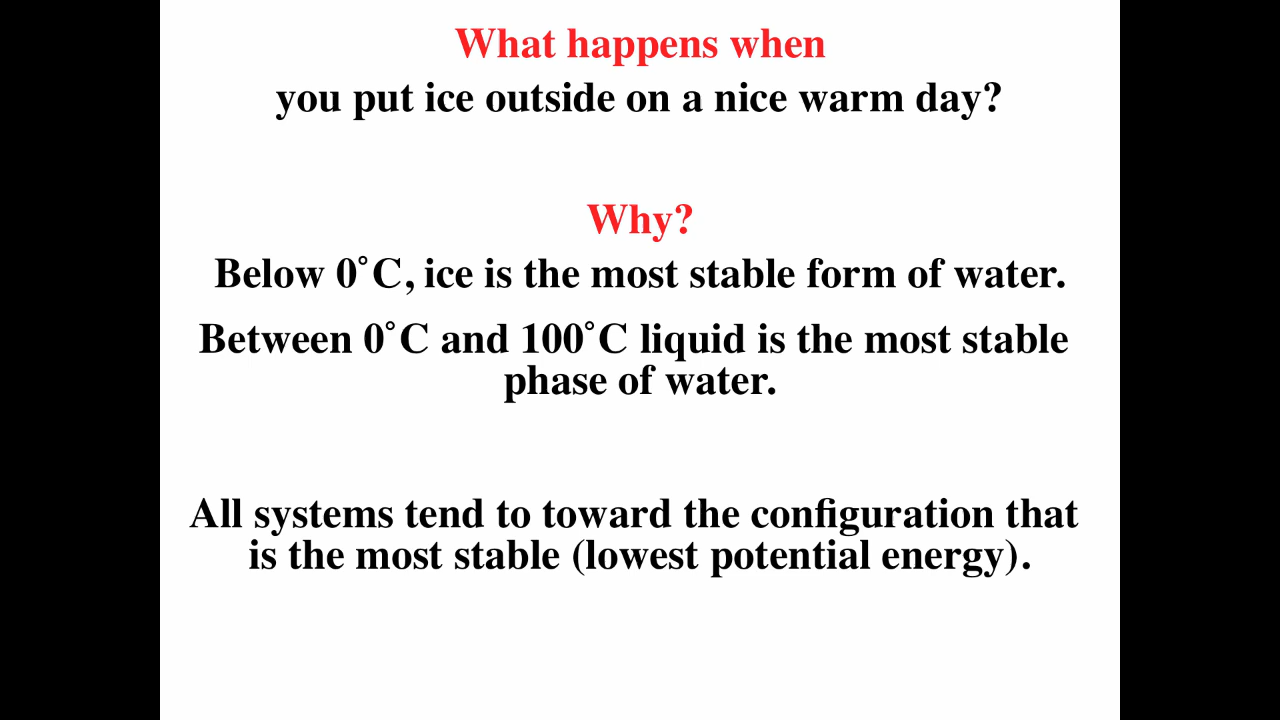 What happens when
you put ice outside on a nice warm day?
Why?
Below 0˚C, ice is the most stable form of water.
Between 0˚C and 100˚C liquid is the most stable
phase of water.
All systems tend to toward the configuration that
is the most stable (lowest potential energy).